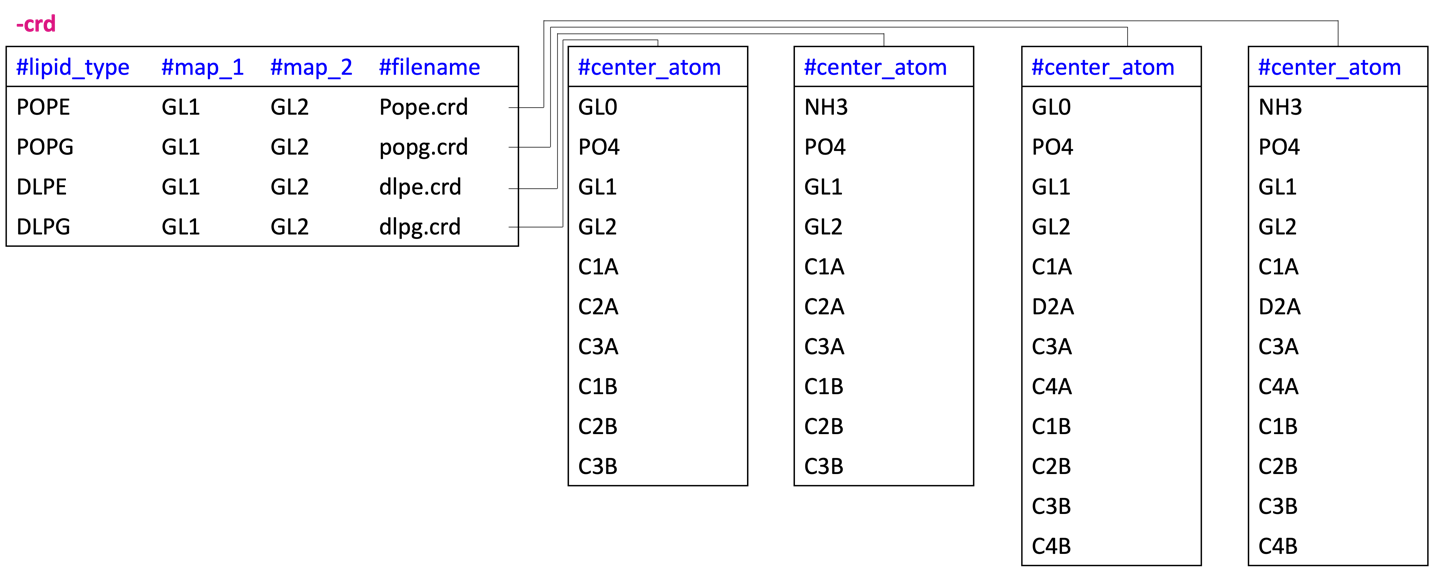 -crd
#lipid_type #map_1 #map_2 #filename
POPE GL1 GL2 Pope.crd
POPG GL1 GL2 popg.crd
DLPE GL1 GL2 dlpe.crd
DLPG GL1 GL2 dlpg.crd
#center_atom
GL0
PO4
GL1
GL2
C1A
C2A
C3A
C1B
C2B
C3B
#center_atom
NH3
PO4
GL1
GL2
C1A
C2A
C3A
C1B
C2B
C3B
#center_atom
GL0
PO4
GL1
GL2
C1A
D2A
C3A
C4A
C1B
C2B
C3B
C4B
#center_atom
NH3
PO4
GL1
GL2
C1A
D2A
C3A
C4A
C1B
C2B
C3B
C4B